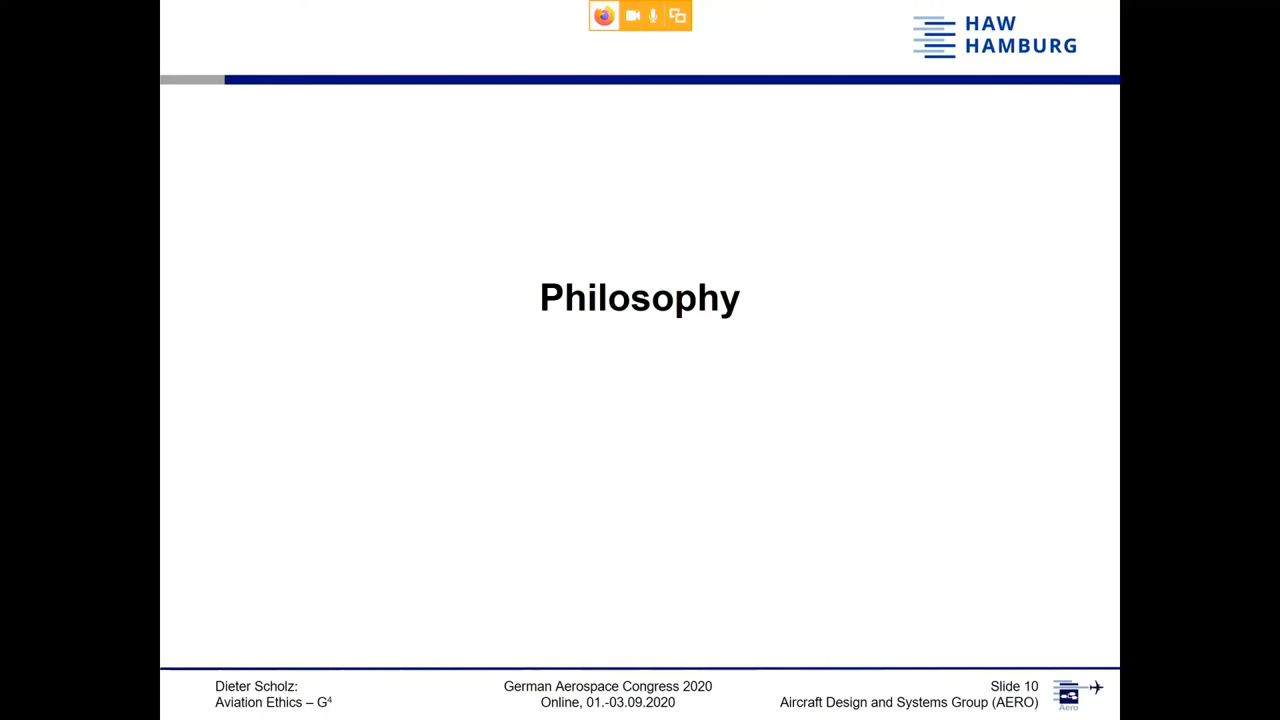 HAW
HAMBURG
Philosophy
Dieter Scholz:
Aviation Ethics – G⁴
German Aerospace Congress 2020
Online, 01.-03.09.2020
Slide 10
Aircraft Design and Systems Group (AERO)
Aero